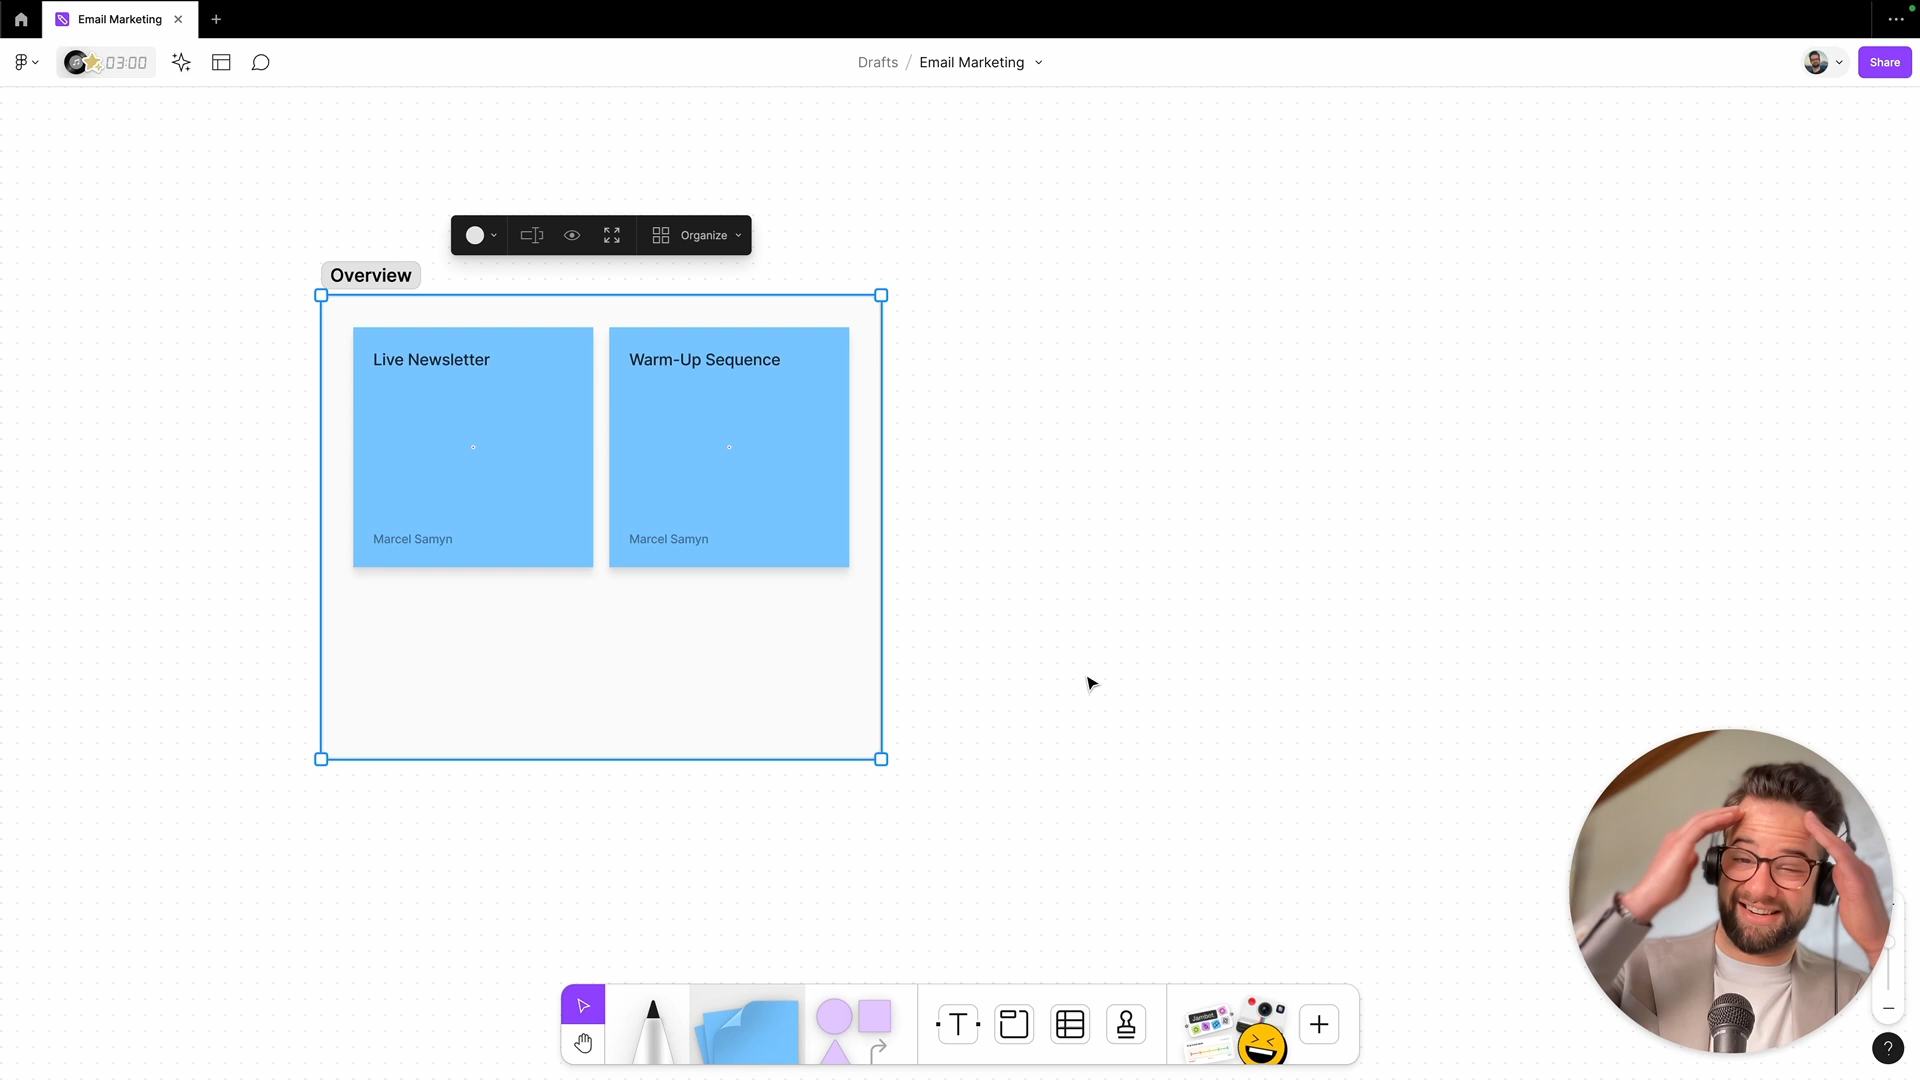 Email Marketing
03:00
Drafts / Email Marketing
Share
Organize
Overview
Live Newsletter
Warm-Up Sequence
Marcel Samyn
Marcel Samyn
T
Jambot
?